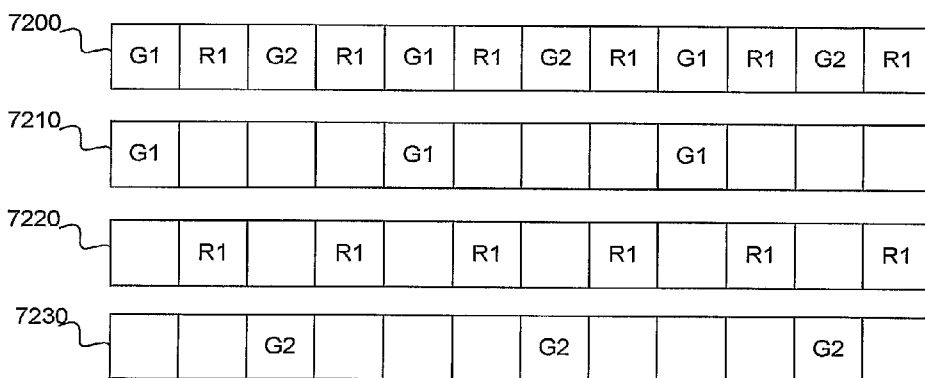 7200 G1 R1 G2 R1 G1 R1 G2 R1 G1 R1 G2 R1
7210 G1 G1 G1
7220 R1 R1 R1 R1 R1 R1
7230 G2 G2 G2